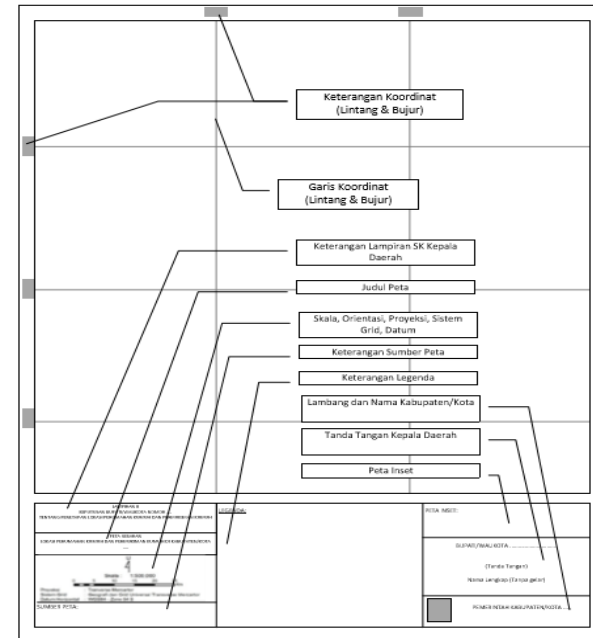 Keterangan Koordinat
(Lintang & Bujur)
Garis Koordinat
(Lintang & Bujur)
Keterangan Lampiran SK Kepala
Daerah
Judul Peta
Skala, Orientasi, Proyeksi, Sistem
Grid, Datum
Keterangan Sumber Peta
Keterangan Legenda
Lambang dan Nama Kabupaten/Kota
Tanda Tangan Kepala Daerah
Peta Inset
LEGENDA:
PETA INSET:
BUPATI/WALI KOTA
(Tanda Tangan)
Nama Lengkap (Tanpa gelar)
SUMBER PETA:
PEMERINTAH KABUPATEN/KOTA